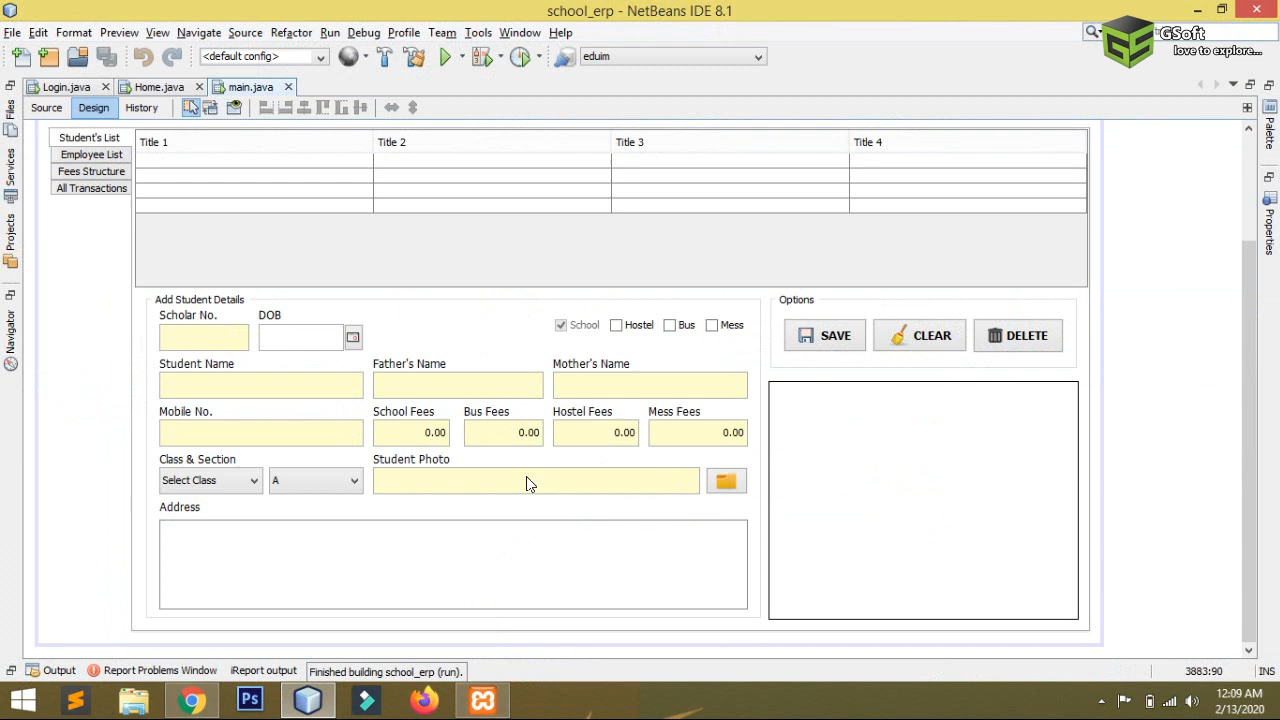 school_erp - NetBeans IDE 8.1
File Edit Format Preview View Navigate Source Refactor Run Debug Profile Team Tools Window Help
GSoft
love to explore...
<default config> eduim
Login.java Home.java main.java
Source Design History
Files
Services
Projects
Navigator
Palette
Properties
Student's List
Employee List
Fees Structure
All Transactions
Title 1 Title 2 Title 3 Title 4
Add Student Details
Options
Scholar No. DOB
School Hostel Bus Mess
SAVE CLEAR DELETE
Student Name Father's Name Mother's Name
Mobile No. School Fees Bus Fees Hostel Fees Mess Fees
0.00 0.00 0.00 0.00
Class & Section Student Photo
Select Class A
Address
Output Report Problems Window iReport output Finished building school_erp (run). 3883:90 INS
Ps
12:09 AM
2/13/2020